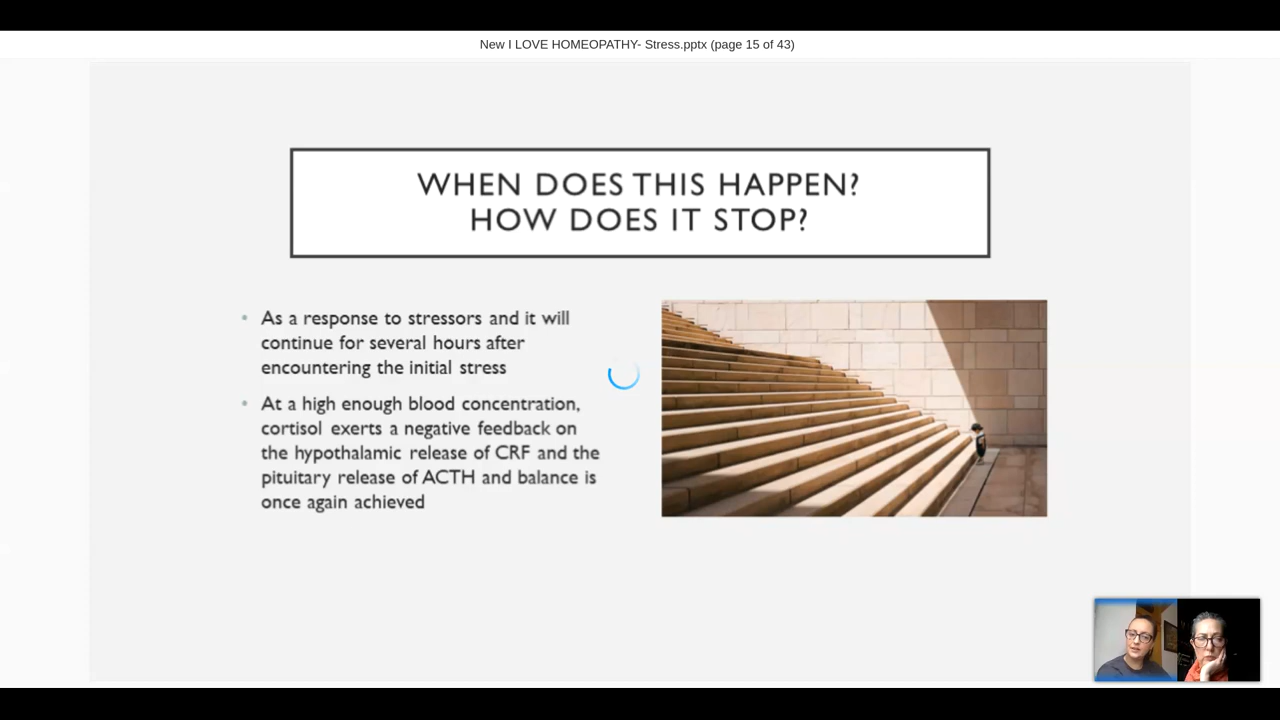 New I LOVE HOMEOPATHY- Stress.pptx (page 15 of 43)
WHEN DOES THIS HAPPEN?
HOW DOES IT STOP?
• As a response to stressors and it will
continue for several hours after
encountering the initial stress
• At a high enough blood concentration,
cortisol exerts a negative feedback on
the hypothalamic release of CRF and the
pituitary release of ACTH and balance is
once again achieved